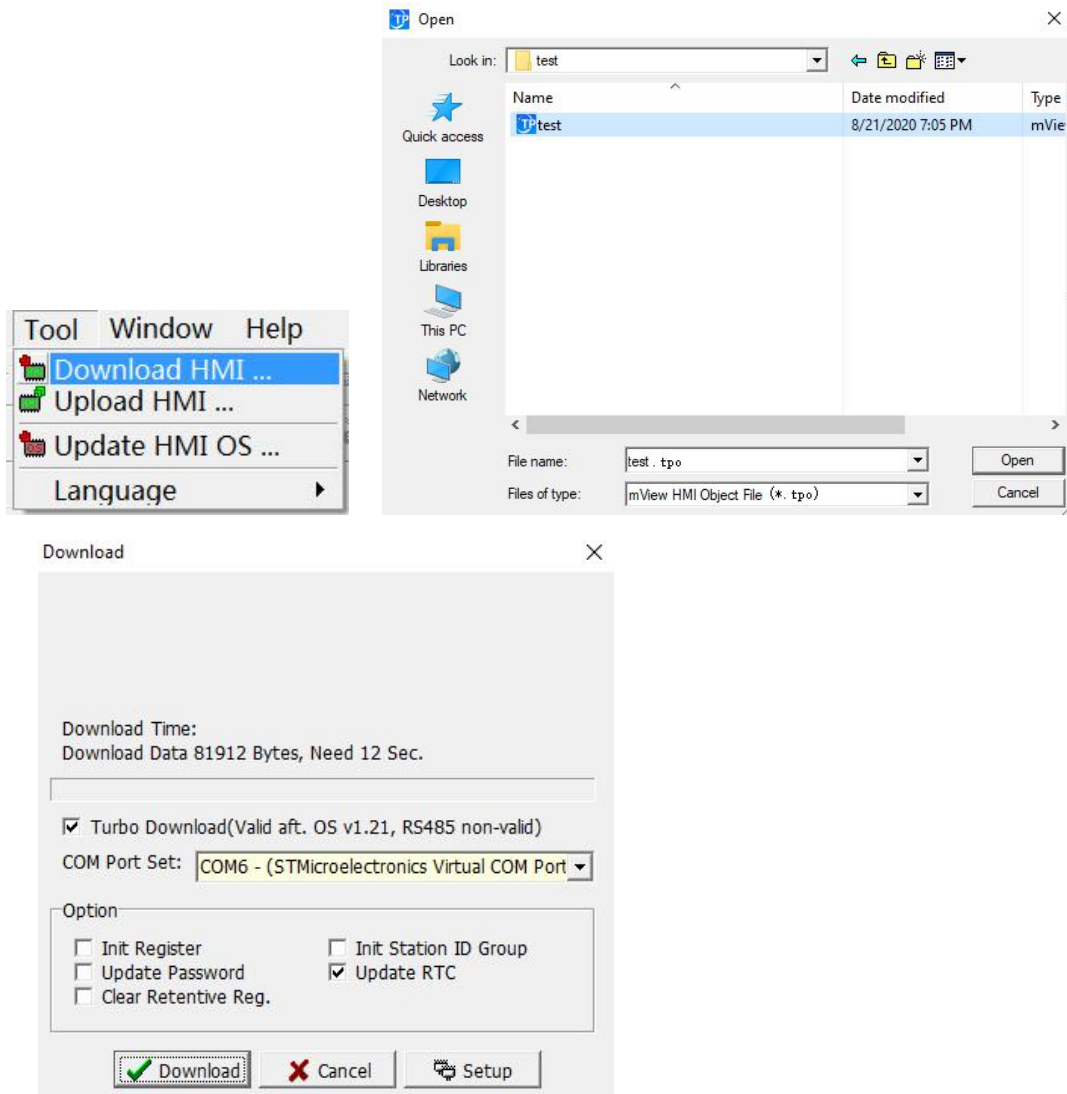 Open
Look in:
test
Name
Date modified
Type
TP test
8/21/2020 7:05 PM
mVie
Quick access
Desktop
Libraries
This PC
Network
File name:
test.tpo
Open
Files of type:
mView HMI Object File (*.tpo)
Cancel
Tool Window Help
Download HMI ...
Upload HMI ...
Update HMI OS ...
Language
Download
Download Time:
Download Data 81912 Bytes, Need 12 Sec.
Turbo Download(Valid aft. OS v1.21, RS485 non-valid)
COM Port Set: COM6 - (STMicroelectronics Virtual COM Port
Option
Init Register
Init Station ID Group
Update Password
Update RTC
Clear Retentive Reg.
Download
Cancel
Setup